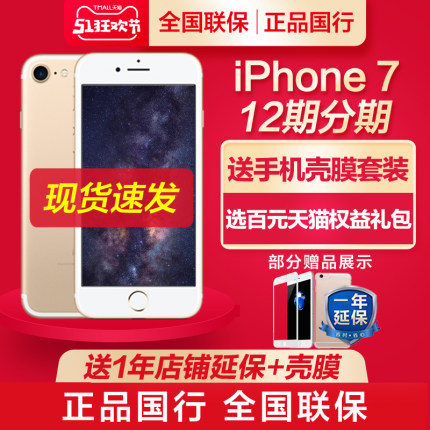 TMALL天猫
51狂欢节
全国联保 正品国行
iPhone 7
12期分期
送手机壳膜套装
现货速发
选百元天猫权益礼包
部分赠品展示
一年
延保
送1年店铺延保+壳膜
正品国行 全国联保